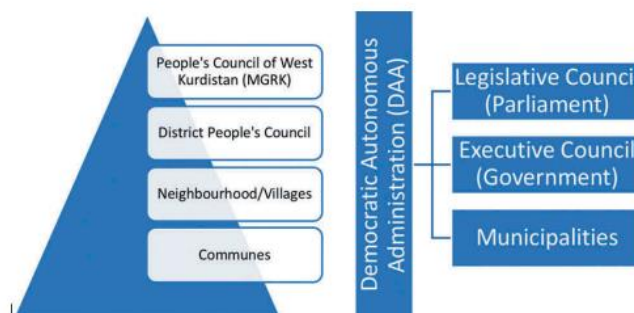 People's Council of West
Kurdistan (MGRK)
District People's Council
Neighbourhood/Villages
Communes
Democratic Autonomous
Administration (DAA)
Legislative Counci
(Parliament)
Executive Council
(Government)
Municipalities